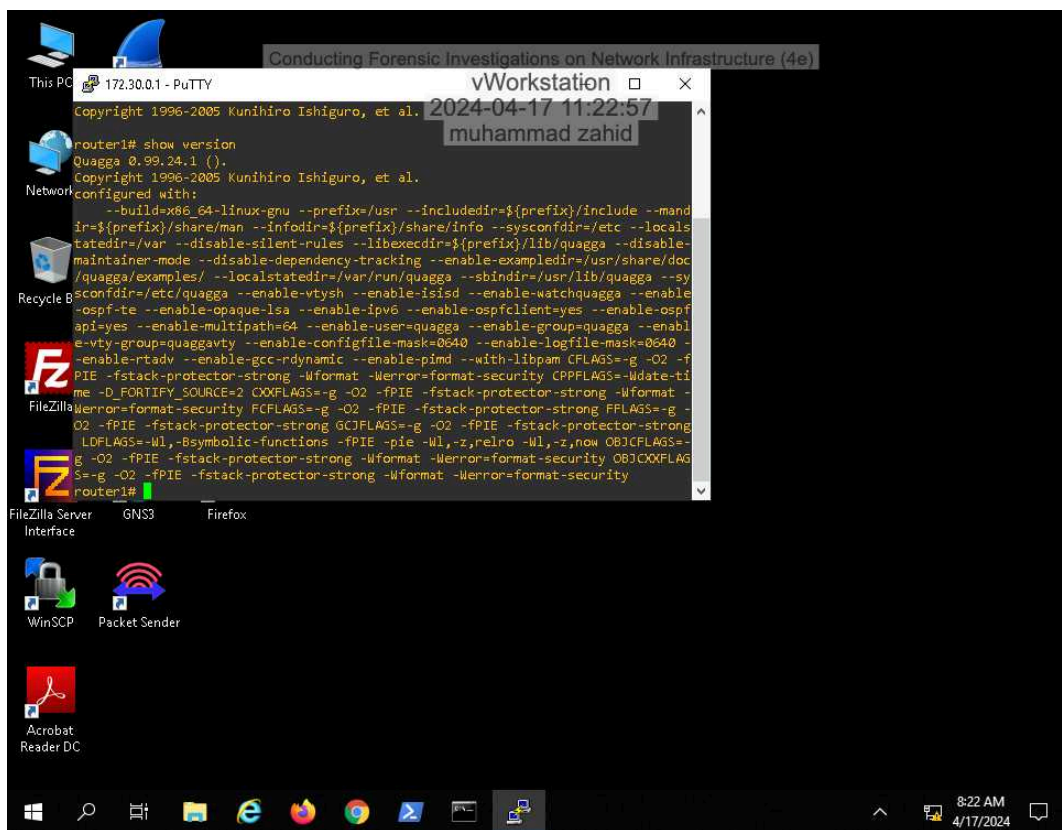 Conducting Forensic Investigations on Network Infrastructure (4e)
vWorkstation
2024-04-17 11:22:57
muhammad zahid
This PC
172.30.0.1 - PuTTY
Copyright 1996-2005 Kunihiro Ishiguro, et al.
router1# show version
Quagga 0.99.24.1 ().
Copyright 1996-2005 Kunihiro Ishiguro, et al.
configured with:
--build=x86_64-linux-gnu --prefix=/usr --includedir=${prefix}/include --mand
ir=${prefix}/share/man --infodir=${prefix}/share/info --sysconfdir=/etc --locals
tatedir=/var --disable-silent-rules --libexecdir=${prefix}/lib/quagga --disable-
maintainer-mode --disable-dependency-tracking --enable-exampledir=/usr/share/doc
/quagga/examples/ --localstatedir=/var/run/quagga --sbindir=/usr/lib/quagga --sy
sconfdir=/etc/quagga --enable-vtysh --enable-isisd --enable-watchquagga --enable
-ospf-te --enable-opaque-lsa --enable-ipv6 --enable-ospfclient=yes --enable-ospf
api=yes --enable-multipath=64 --enable-user=quagga --enable-group=quagga --enabl
e-vty-group=quaggavty --enable-configfile-mask=0640 --enable-logfile-mask=0640 -
-enable-rtadv --enable-gcc-rdynamic --enable-pimd --with-libpam CFLAGS=-g -O2 -f
PIE -fstack-protector-strong -Wformat -Werror=format-security CPPFLAGS=-Wdate-ti
me -D_FORTIFY_SOURCE=2 CXXFLAGS=-g -O2 -fPIE -fstack-protector-strong -Wformat -
Werror=format-security FCFLAGS=-g -O2 -fPIE -fstack-protector-strong FFLAGS=-g -
O2 -fPIE -fstack-protector-strong GCJFLAGS=-g -O2 -fPIE -fstack-protector-strong
LDFLAGS=-Wl,-Bsymbolic-functions -fPIE -pie -Wl,-z,relro -Wl,-z,now OBJCFLAGS=-
g -O2 -fPIE -fstack-protector-strong -Wformat -Werror=format-security OBJCXXFLAG
S=-g -O2 -fPIE -fstack-protector-strong -Wformat -Werror=format-security
router1#
Network
Recycle B
FileZilla
FileZilla Server
Interface
GNS3
Firefox
WinSCP
Packet Sender
Acrobat
Reader DC
8:22 AM
4/17/2024